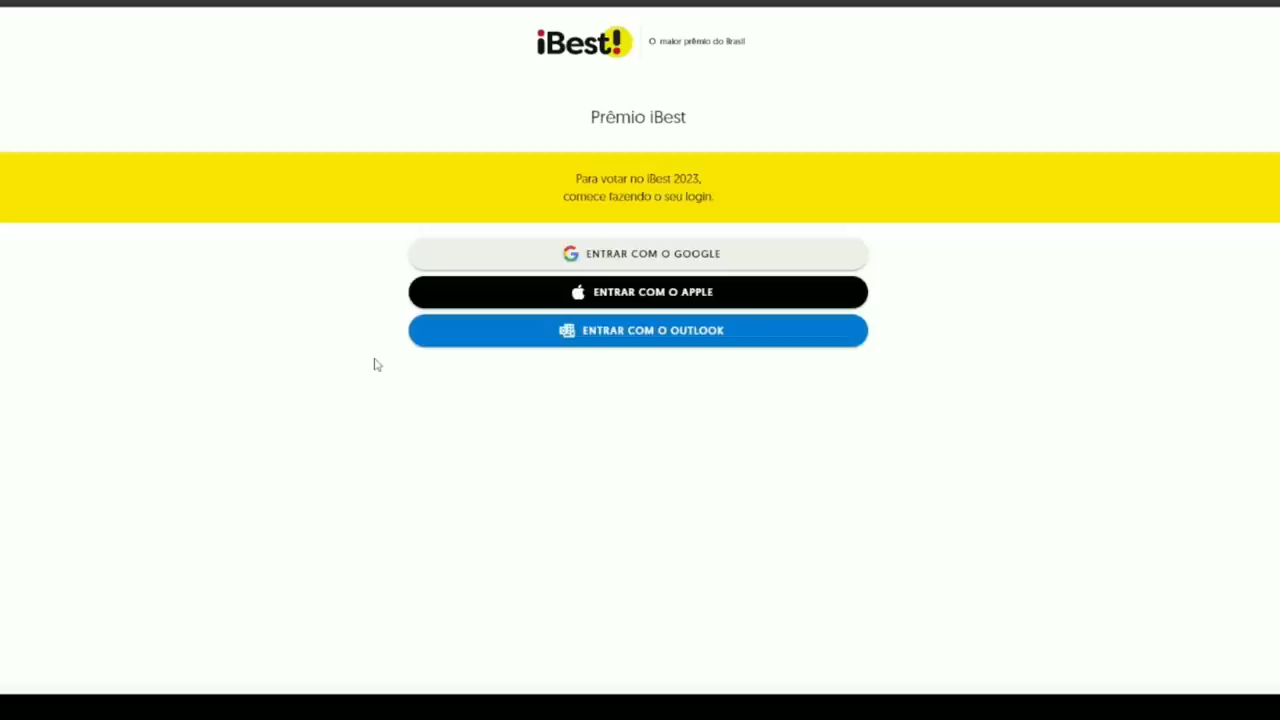 iBest!
O maior prêmio do Brasil
Prêmio iBest
Para votar no iBest 2023,
comece fazendo o seu login.
ENTRAR COM O GOOGLE
ENTRAR COM O APPLE
ENTRAR COM O OUTLOOK